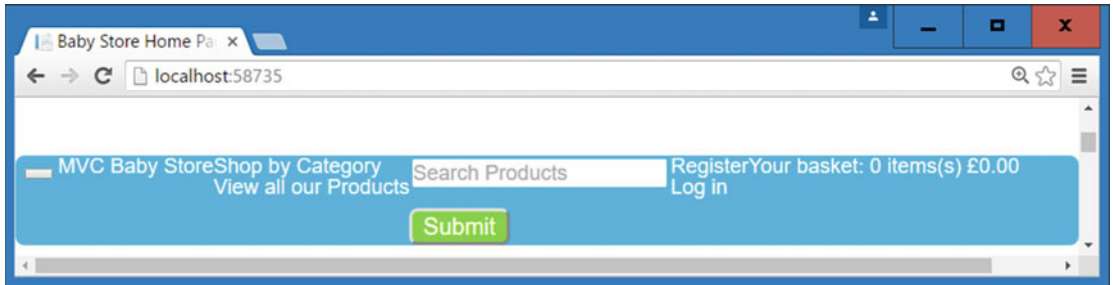 Baby Store Home Pa
localhost:58735
MVC Baby StoreShop by Category
View all our Products
Search Products
Submit
RegisterYour basket: 0 items(s) £0.00
Log in